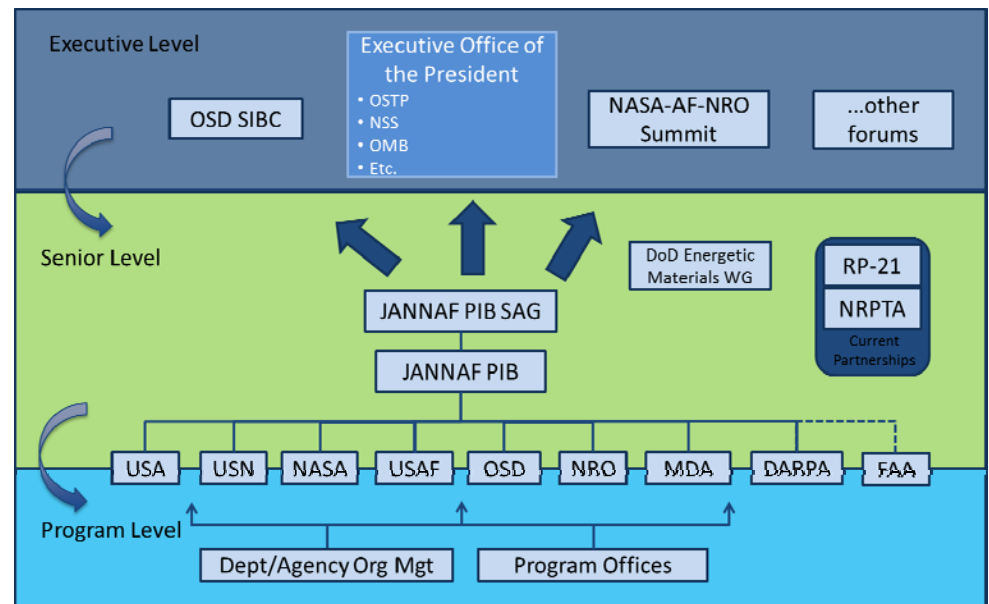 Executive Level
Executive Office of
the President
• OSTP
• NSS
• OMB
• Etc.
OSD SIBC
NASA-AF-NRO
Summit
...other
forums
Senior Level
DoD Energetic
Materials WG
RP-21
NRPTA
Current
Partnerships
JANNAF PIB SAG
JANNAF PIB
USA
USN
NASA
USAF
OSD
NRO
MDA
DARPA
FAA
Program Level
Dept/Agency Org Mgt
Program Offices